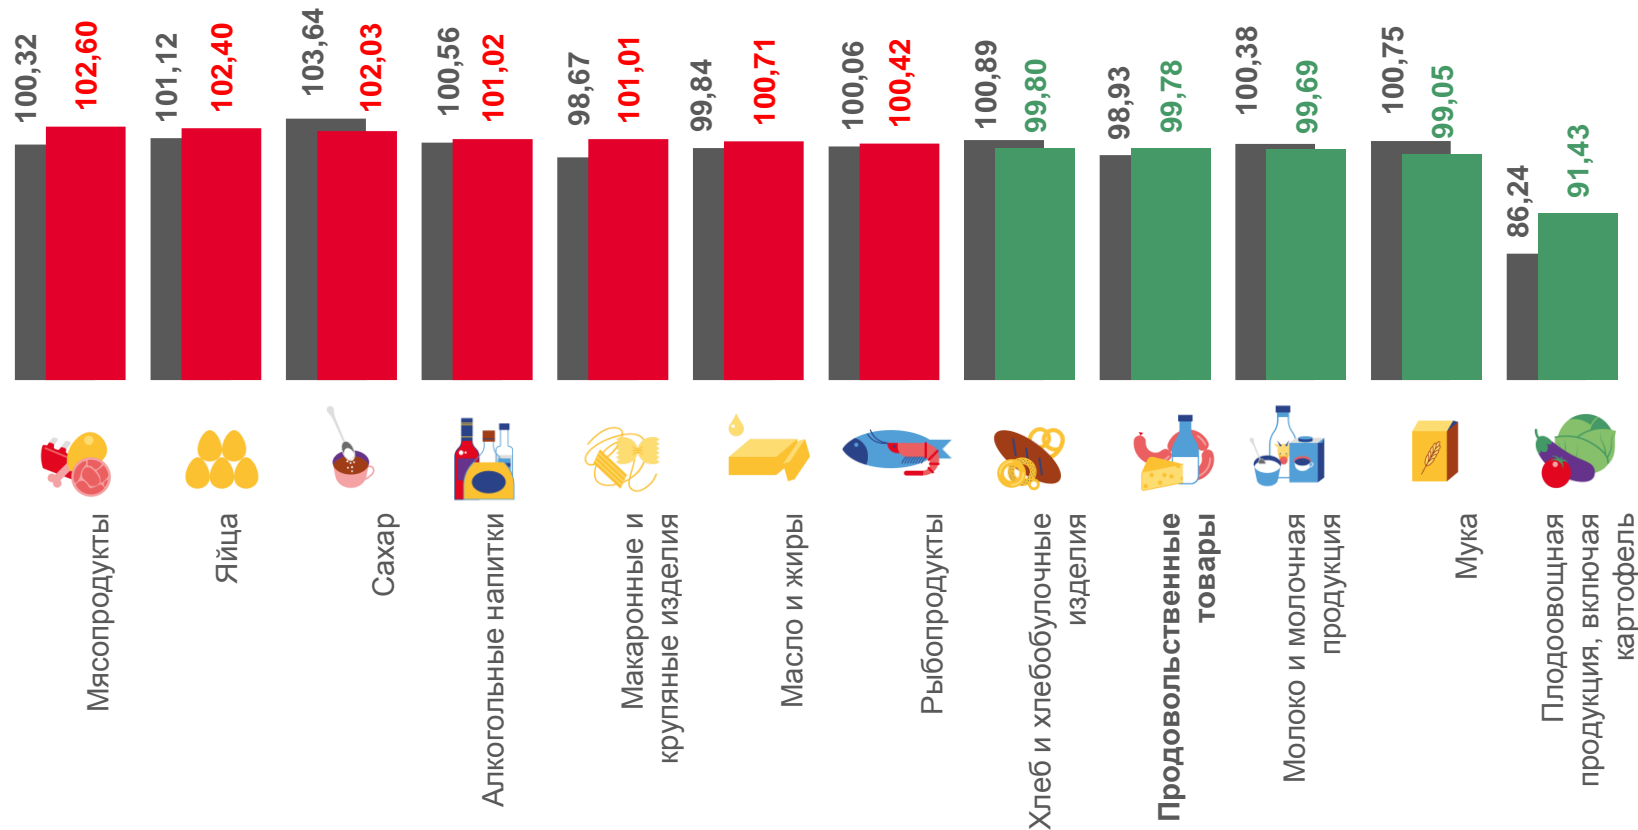 100,32
102,60
101,12
102,40
103,64
102,03
100,56
101,02
98,67
101,01
99,84
100,71
100,06
100,42
100,89
99,80
98,93
99,78
100,38
99,69
100,75
99,05
86,24
91,43
Мясопродукты
Яйца
Сахар
Алкогольные напитки
Макаронные и
крупяные изделия
Масло и жиры
Рыбопродукты
Хлеб и хлебобулочные
изделия
Продовольственные
товары
Молоко и молочная
продукция
Мука
Плодоовощная
продукция, включая
картофель